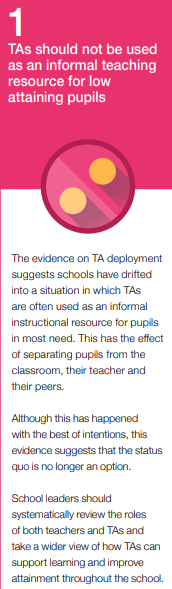 1
TAs should not be used
as an informal teaching
resource for low
attaining pupils
The evidence on TA deployment
suggests schools have drifted
into a situation in which TAs
are often used as an informal
instructional resource for pupils
in most need. This has the effect
of separating pupils from the
classroom, their teacher and
their peers.
Although this has happened
with the best of intentions, this
evidence suggests that the status
quo is no longer an option.
School leaders should
systematically review the roles
of both teachers and TAs and
take a wider view of how TAs can
support learning and improve
attainment throughout the school.